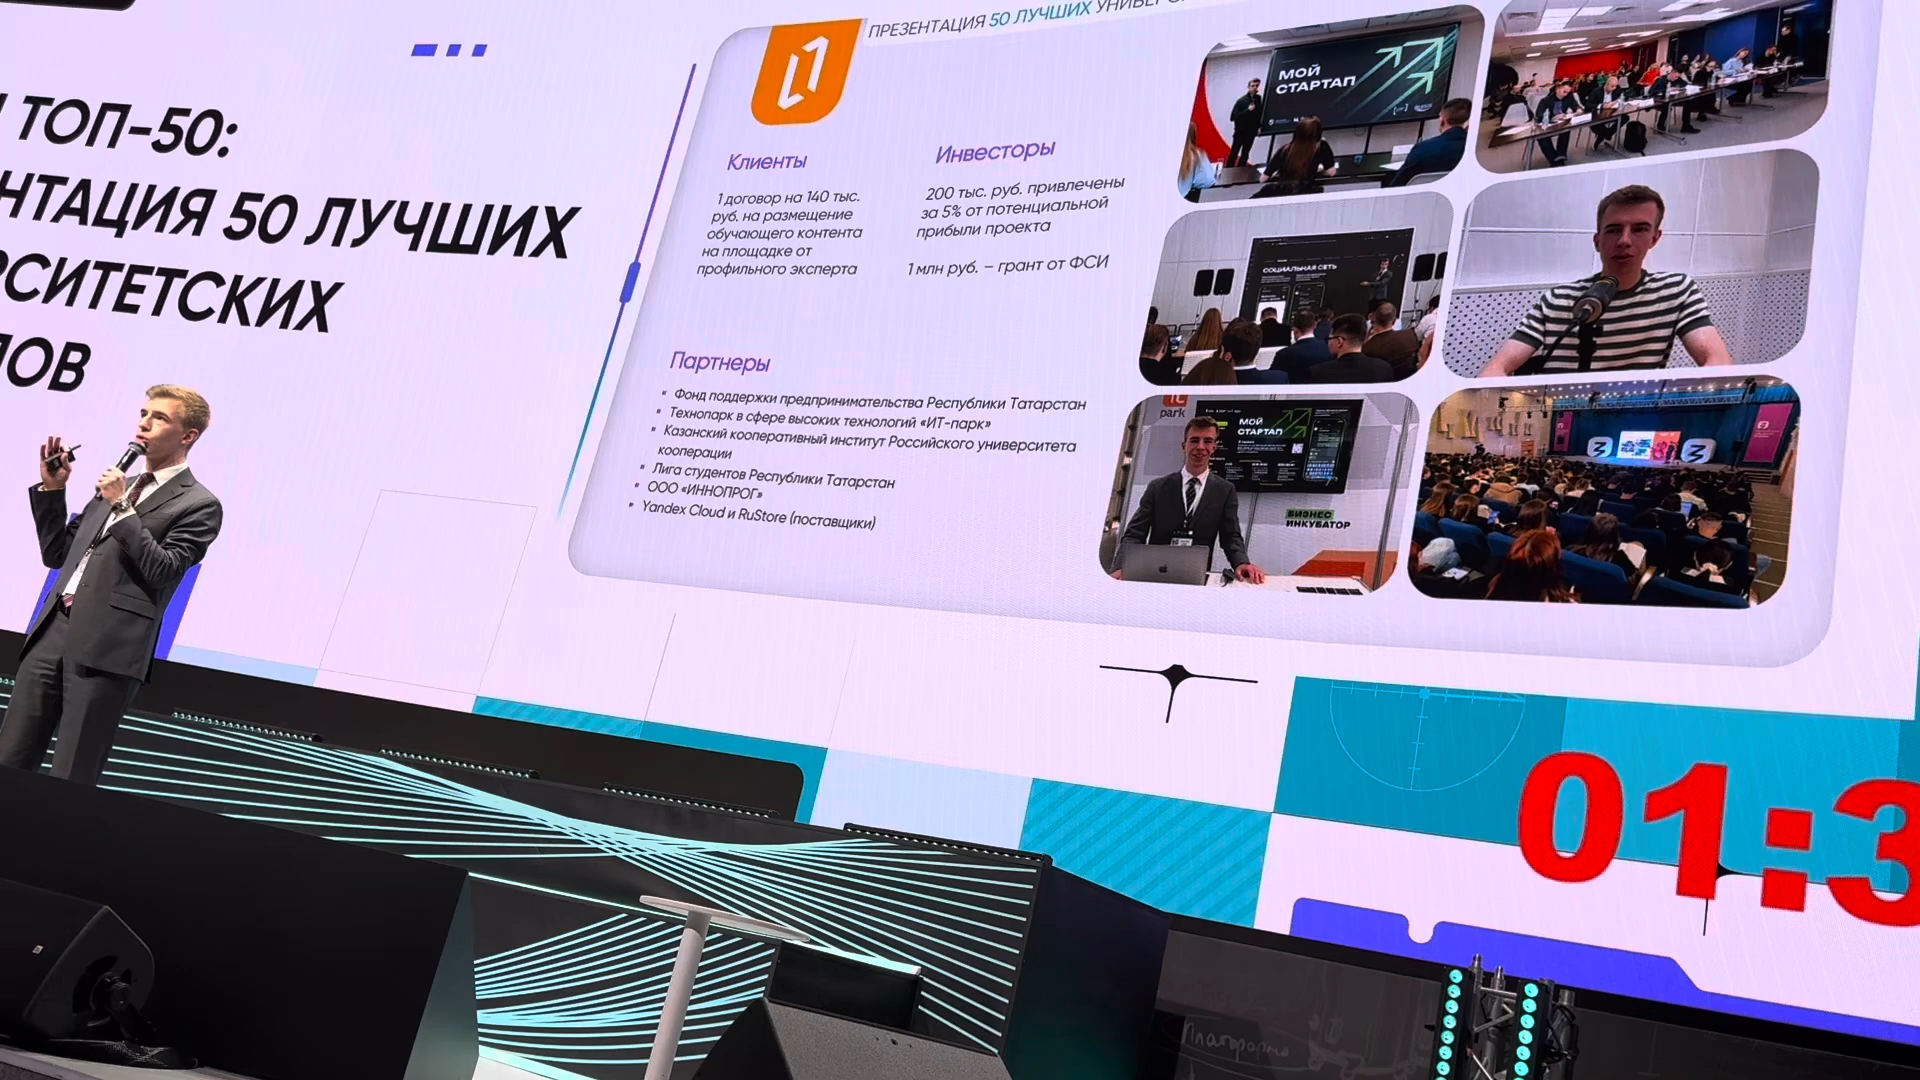 ТОП-50:
НТАЦИЯ 50 ЛУЧШИХ
РСИТЕТСКИХ
ОВ
ПРЕЗЕНТАЦИЯ 50 ЛУЧШИХ УНИВЕР
Клиенты
1 договор на 140 тыс.
руб. на размещение
обучающего контента
на площадке от
профильного эксперта
Инвесторы
200 тыс. руб. привлечены
за 5% от потенциальной
прибыли проекта
1 млн руб. – грант от ФСИ
Партнеры
Фонд поддержки предпринимательства Республики Татарстан
Технопарк в сфере высоких технологий «ИТ-парк»
Казанский кооперативный институт Российского университета
кооперации
Лига студентов Республики Татарстан
ООО «ИННОПРОГ»
Yandex Cloud и RuStore (поставщики)
МОЙ
СТАРТАП
СОЦИАЛЬНАЯ СЕТЬ
park
МОЙ
СТАРТАП
БИЗНЕС
ИНКУБАТОР
01:3
Платформа